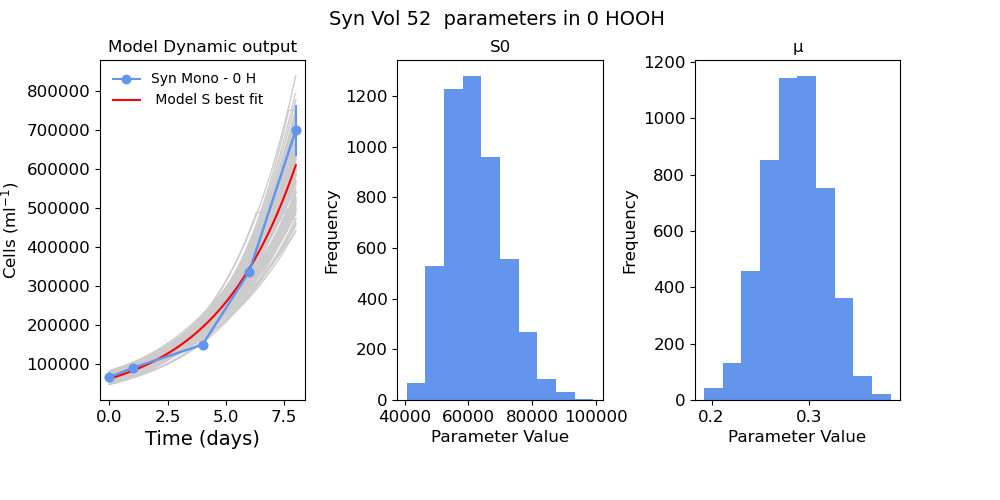 Syn Vol 52  parameters in 0 HOOH
Model Dynamic output
Syn Mono - 0 H
Model S best fit
800000
700000
600000
500000
400000
300000
200000
100000
Cells (ml⁻¹)
0.0 2.5 5.0 7.5
Time (days)
S0
1200
1000
800
600
400
200
0
Frequency
40000 60000 80000 100000
Parameter Value
μ
1200
1000
800
600
400
200
0
Frequency
0.2 0.3
Parameter Value